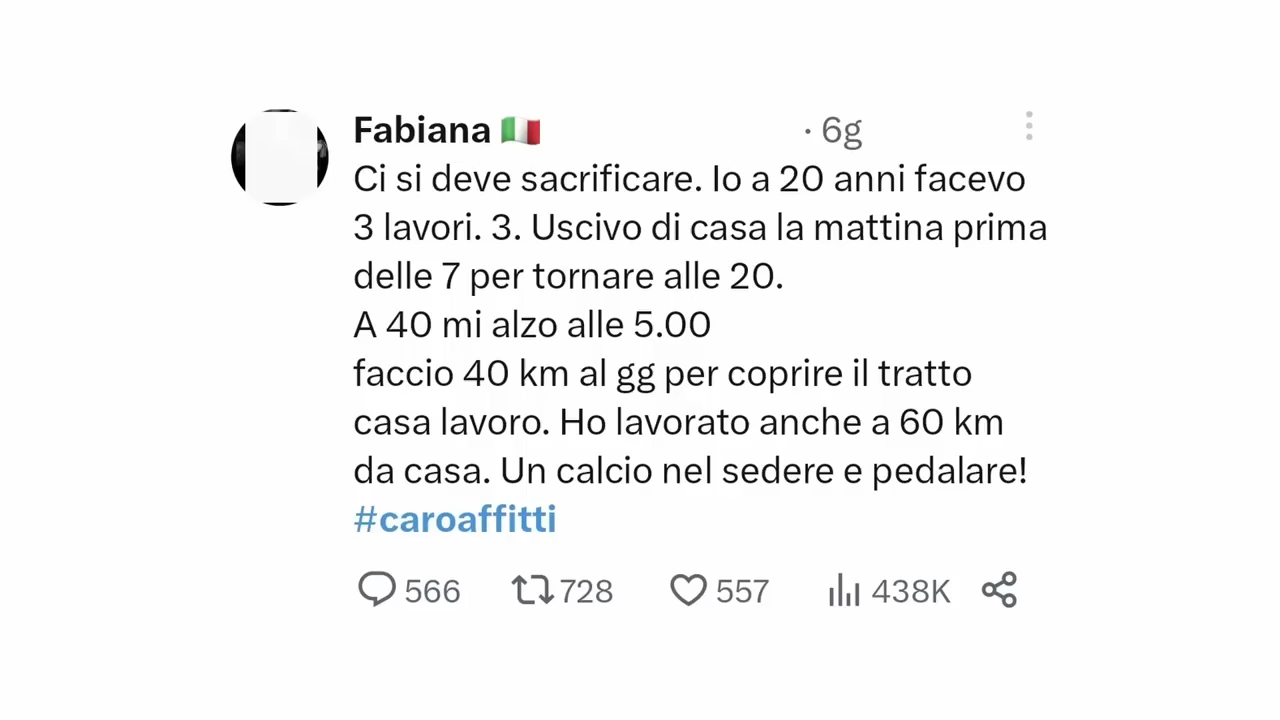 Fabiana 🇮🇹 · 6g
Ci si deve sacrificare. Io a 20 anni facevo
3 lavori. 3. Uscivo di casa la mattina prima
delle 7 per tornare alle 20.
A 40 mi alzo alle 5.00
faccio 40 km al gg per coprire il tratto
casa lavoro. Ho lavorato anche a 60 km
da casa. Un calcio nel sedere e pedalare!
#caroaffitti
566 728 557 438K